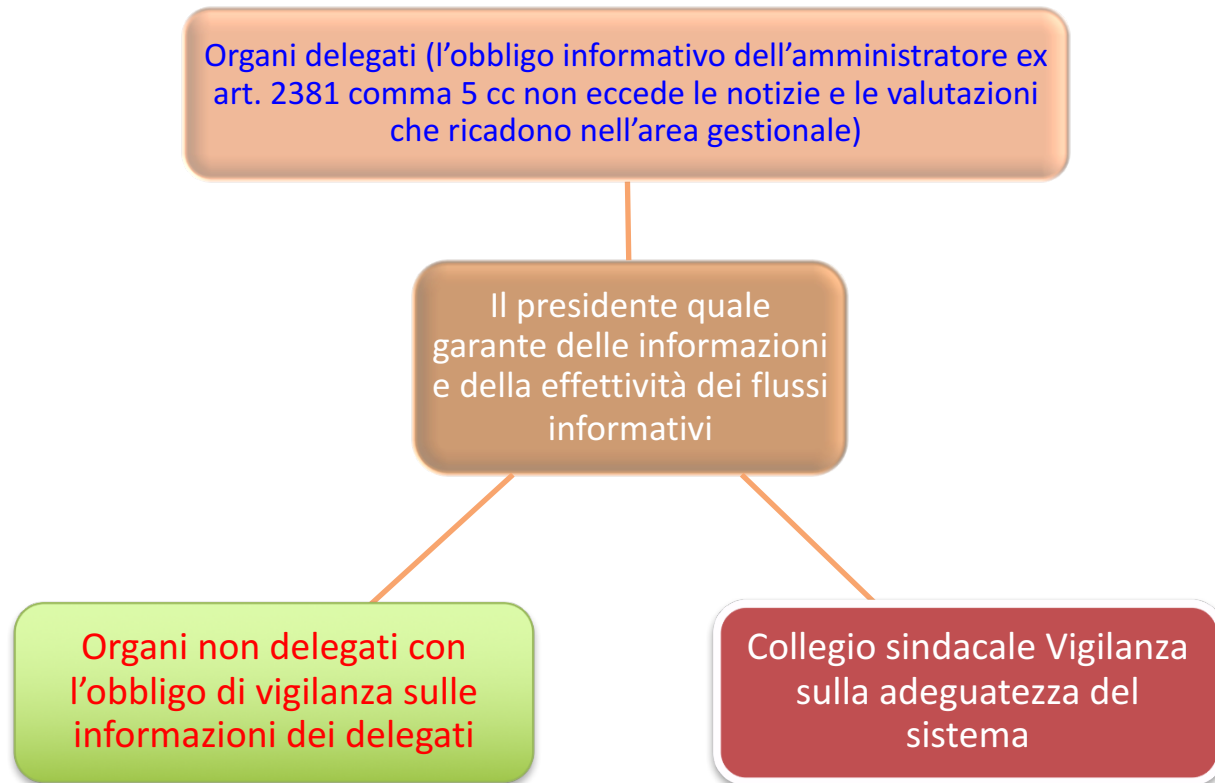 Organi delegati (l’obbligo informativo dell’amministratore ex
art. 2381 comma 5 cc non eccede le notizie e le valutazioni
che ricadono nell’area gestionale)
Il presidente quale
garante delle informazioni
e della effettività dei flussi
informativi
Organi non delegati con
l’obbligo di vigilanza sulle
informazioni dei delegati
Collegio sindacale Vigilanza
sulla adeguatezza del
sistema